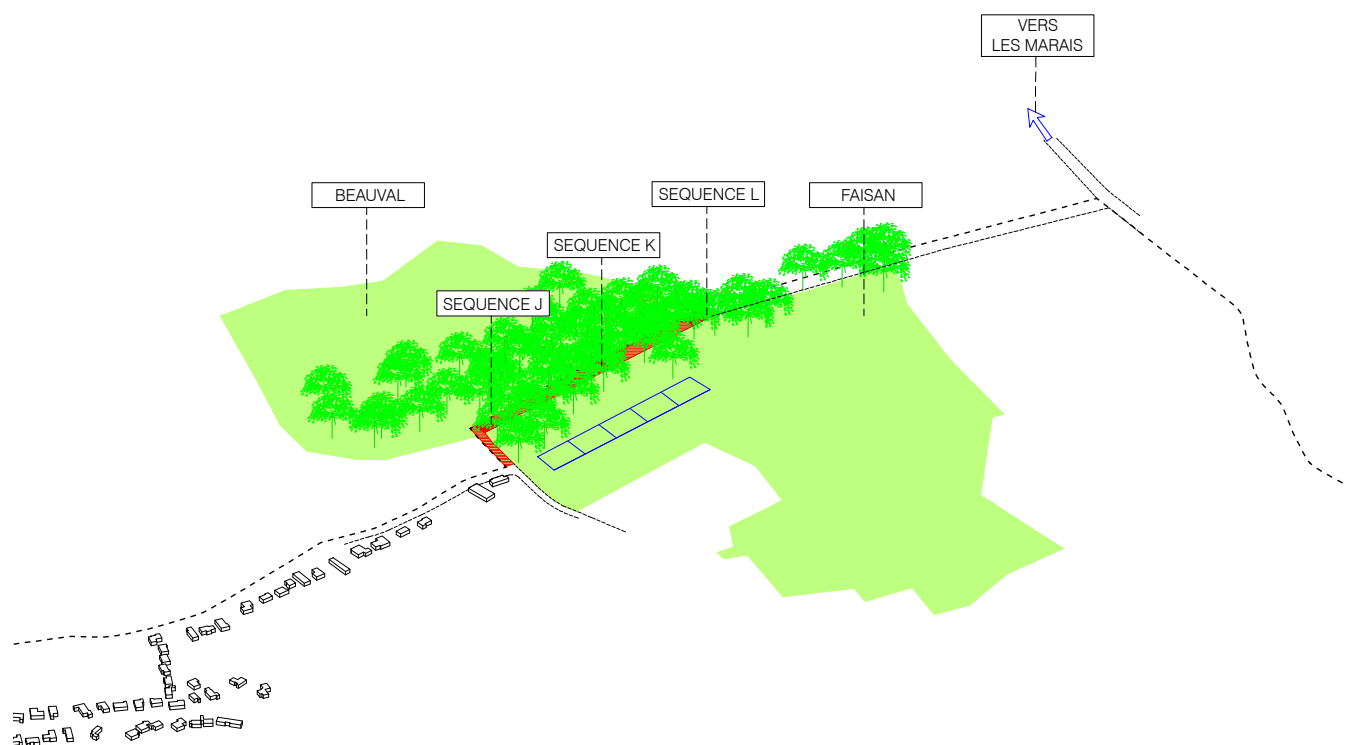 VERS
LES MARAIS
BEAUVAL
SEQUENCE L
FAISAN
SEQUENCE K
SEQUENCE J